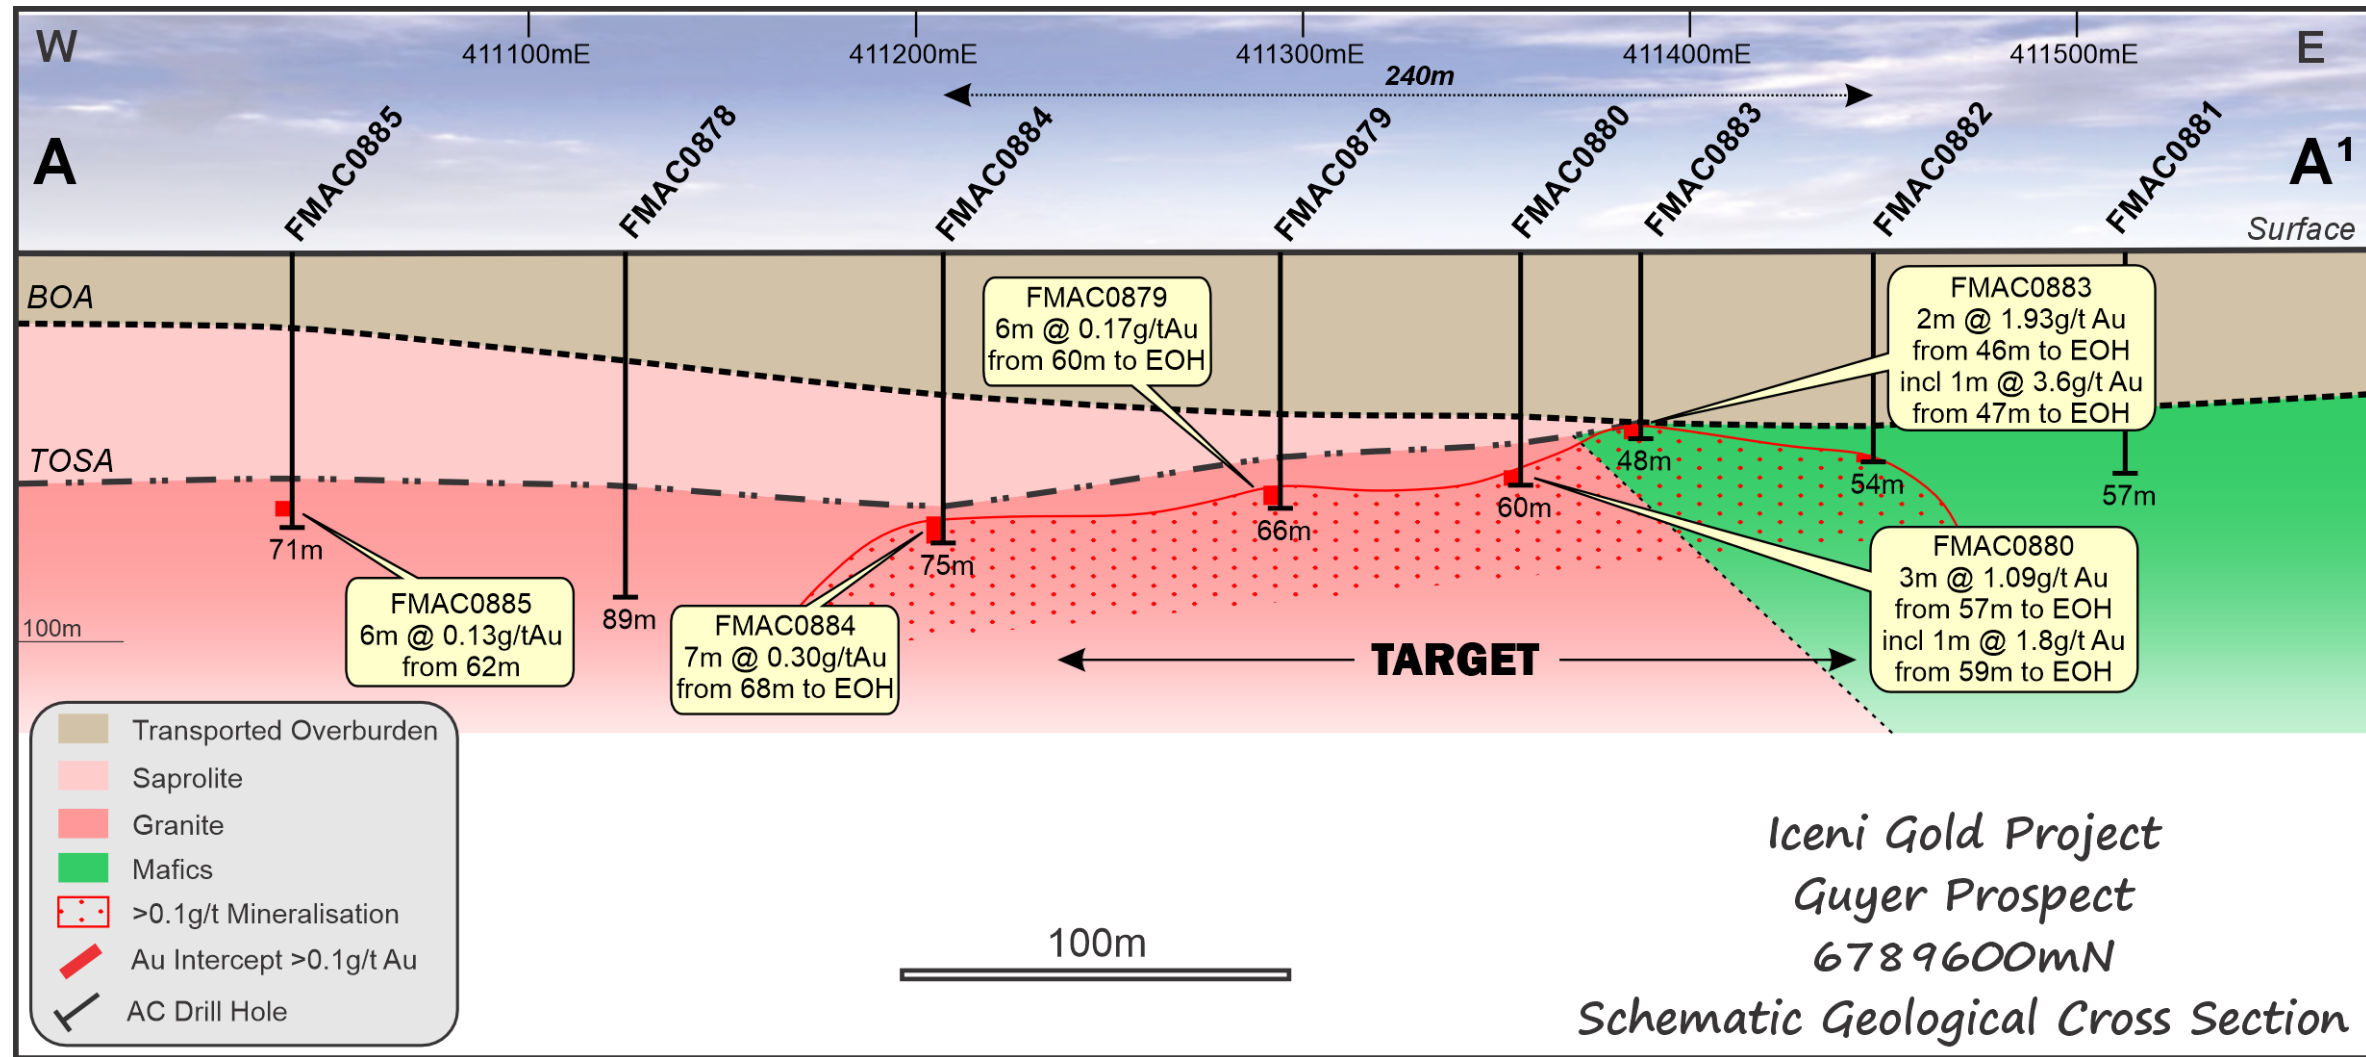 W
411100mE
411200mE
411300mE
411400mE
411500mE
E
240m
A
FMAC0885
FMAC0878
FMAC0884
FMAC0879
FMAC0880
FMAC0883
FMAC0882
FMAC0881
A¹
Surface
BOA
TOSA
100m
FMAC0879
6m @ 0.17g/tAu
from 60m to EOH
FMAC0883
2m @ 1.93g/t Au
from 46m to EOH
incl 1m @ 3.6g/t Au
from 47m to EOH
71m
89m
75m
66m
60m
48m
54m
57m
FMAC0885
6m @ 0.13g/tAu
from 62m
FMAC0884
7m @ 0.30g/tAu
from 68m to EOH
FMAC0880
3m @ 1.09g/t Au
from 57m to EOH
incl 1m @ 1.8g/t Au
from 59m to EOH
TARGET
Transported Overburden
Saprolite
Granite
Mafics
>0.1g/t Mineralisation
Au Intercept >0.1g/t Au
AC Drill Hole
100m
Iceni Gold Project
Guyer Prospect
6789600mN
Schematic Geological Cross Section